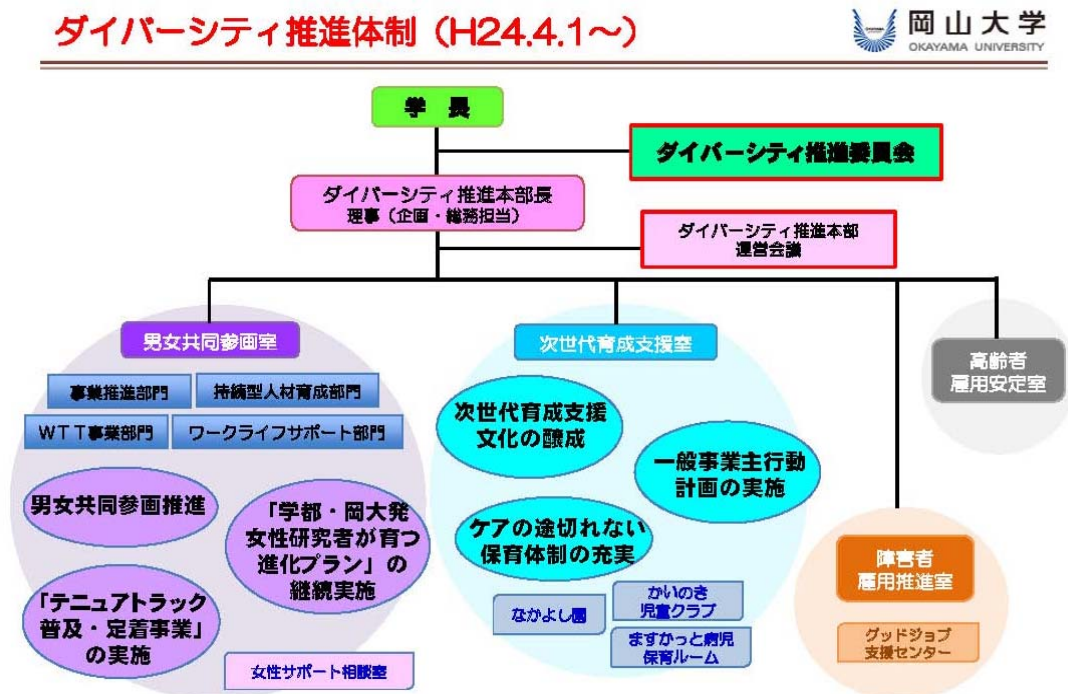 ダイバーシティ推進体制（H24.4.1～）
岡山大学
OKAYAMA UNIVERSITY
学　長
ダイバーシティ推進委員会
ダイバーシティ推進本部長
理事（企画・総務担当）
ダイバーシティ推進本部
運営会議
男女共同参画室
事業推進部門
持続型人材育成部門
ＷＴＴ事業部門
ワークライフサポート部門
男女共同参画推進
「学都・岡大発
女性研究者が育つ
進化プラン」の
継続実施
「テニュアトラック
普及・定着事業」
の実施
女性サポート相談室
次世代育成支援室
次世代育成支援
文化の醸成
一般事業主行動
計画の実施
ケアの途切れない
保育体制の充実
なかよし園
かいのき
児童クラブ
ますかっと病児
保育ルーム
高齢者
雇用安定室
障害者
雇用推進室
グッドジョブ
支援センター